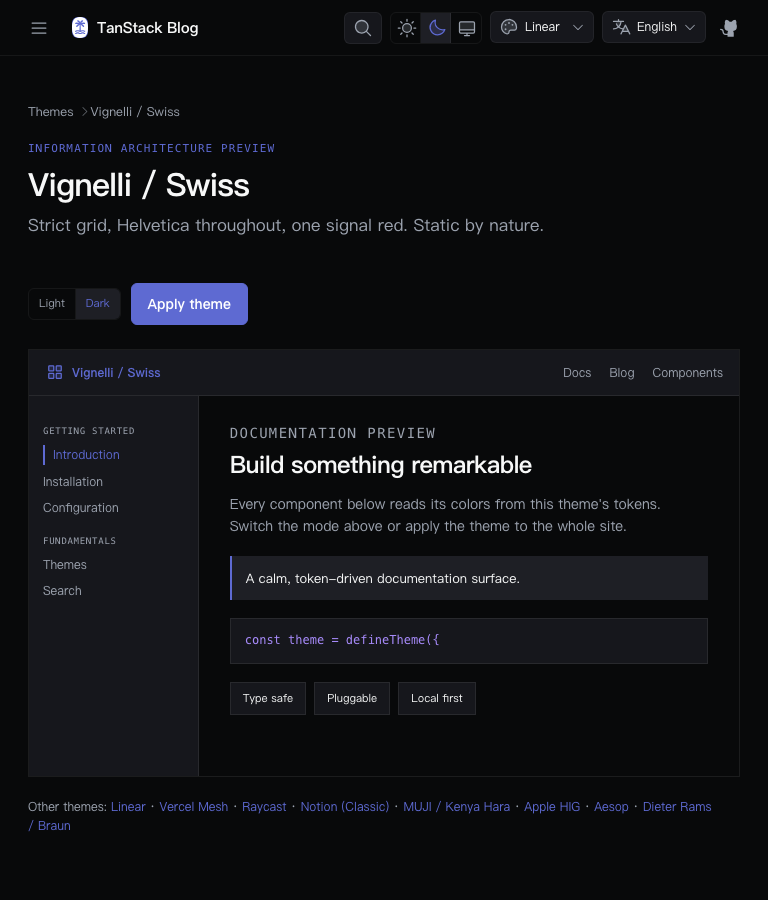 TanStack Blog
Linear
English
Themes
Vignelli / Swiss
INFORMATION ARCHITECTURE PREVIEW
Vignelli / Swiss
Strict grid, Helvetica throughout, one signal red. Static by nature.
Light
Dark
Apply theme
Vignelli / Swiss
Docs
Blog
Components
GETTING STARTED
Introduction
Installation
Configuration
FUNDAMENTALS
Themes
Search
DOCUMENTATION PREVIEW
Build something remarkable
Every component below reads its colors from this theme's tokens.
Switch the mode above or apply the theme to the whole site.
A calm, token-driven documentation surface.
const theme = defineTheme({
Type safe
Pluggable
Local first
Other themes: Linear · Vercel Mesh · Raycast · Notion (Classic) · MUJI / Kenya Hara · Apple HIG · Aesop · Dieter Rams
/ Braun